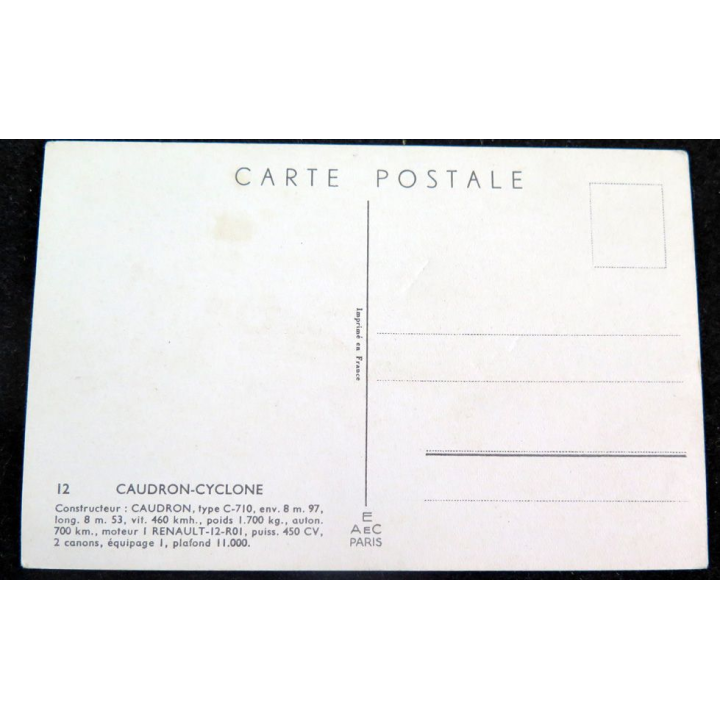 CARTE POSTALE
Imprimé en France
12 CAUDRON-CYCLONE
Constructeur : CAUDRON, type C-710, env. 8 m. 97,
long. 8 m. 53, vit. 460 kmh., poids 1.700 kg., auton.
700 km., moteur 1 RENAULT-12-R01, puiss. 450 CV,
2 canons, équipage 1, plafond 11.000.
E
AEC
PARIS